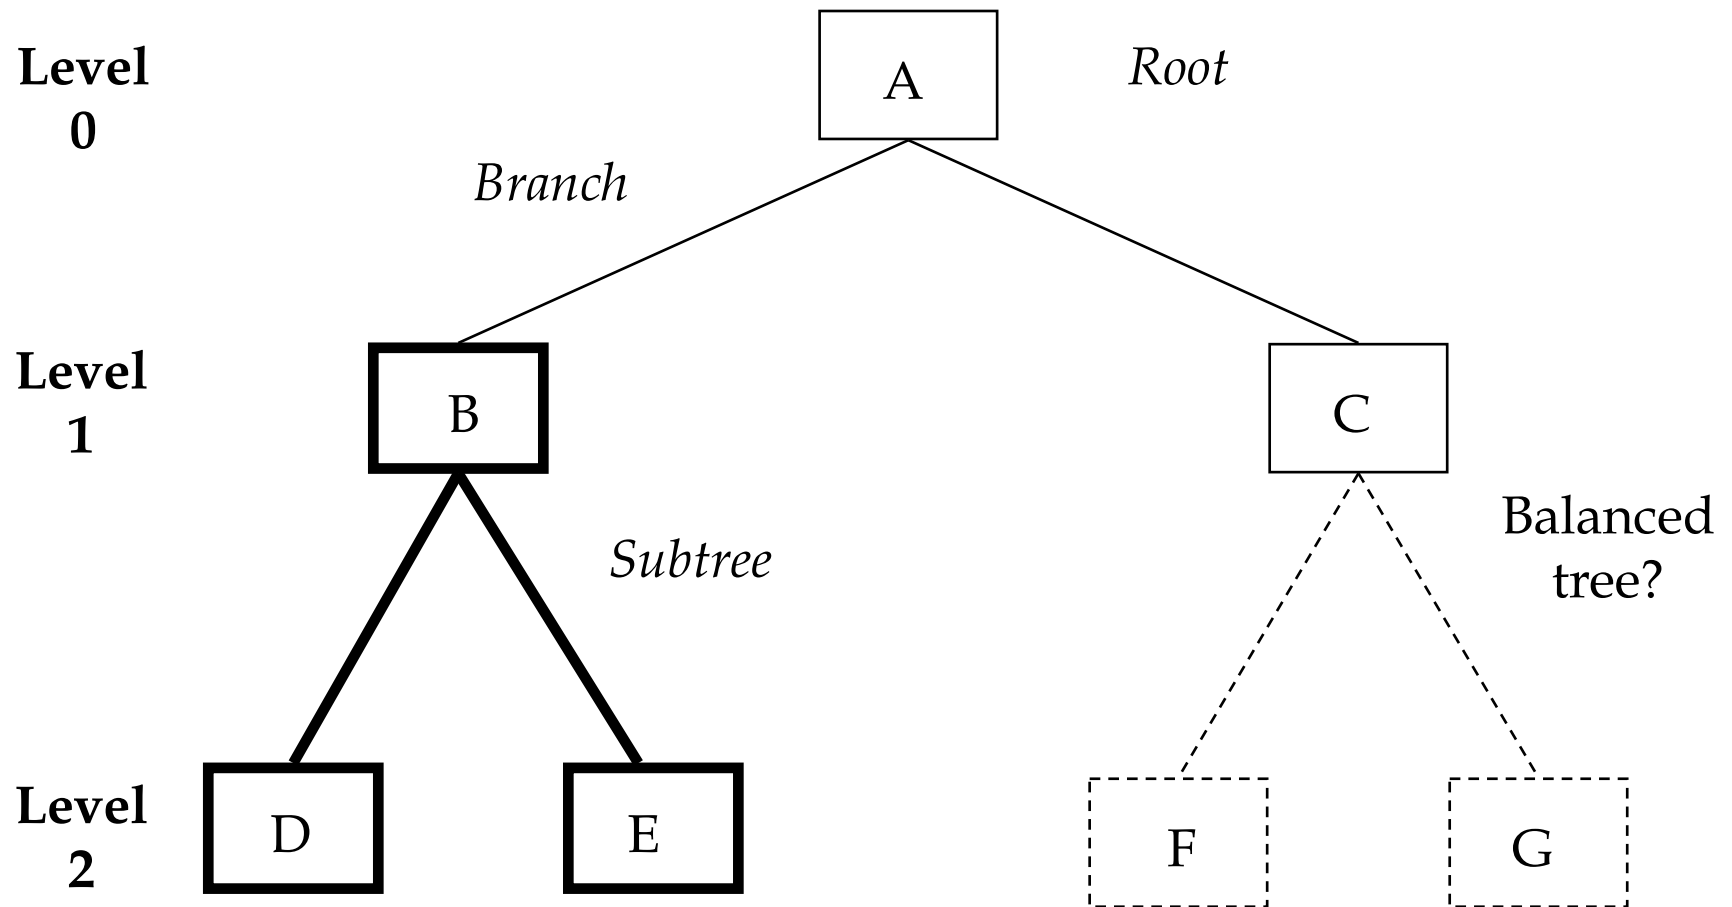 Level
0
A
Root
Branch
Level
1
B
C
Subtree
Balanced
tree?
Level
2
D
E
F
G